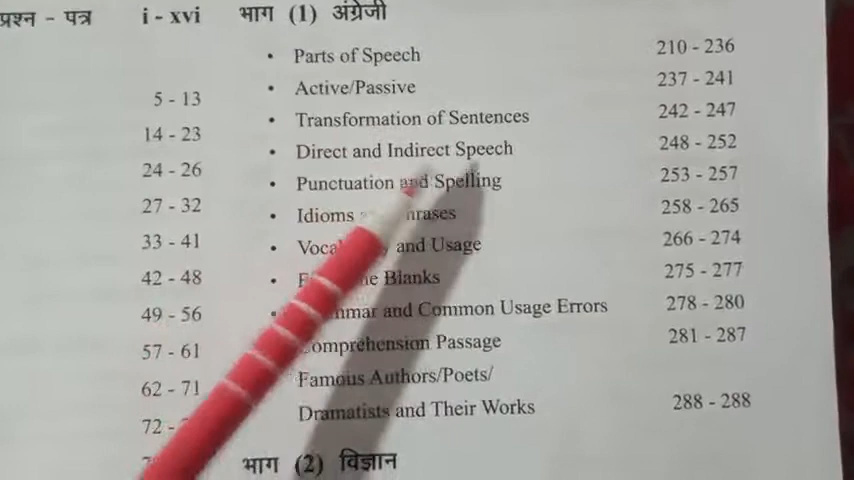 प्रश्न - पत्र i - xvi
5 - 13
14 - 23
24 - 26
27 - 32
33 - 41
42 - 48
49 - 56
57 - 61
62 - 71
72 -
भाग (1) अंग्रेजी
• Parts of Speech 210 - 236
• Active/Passive 237 - 241
• Transformation of Sentences 242 - 247
• Direct and Indirect Speech 248 - 252
• Punctuation and Spelling 253 - 257
• Idioms 258 - 265
• and Usage 266 - 274
• Blanks 275 - 277
• and Common Usage Errors 278 - 280
Comprehension Passage 281 - 287
Famous Authors/Poets/
Dramatists and Their Works 288 - 288
भाग (2) विज्ञान